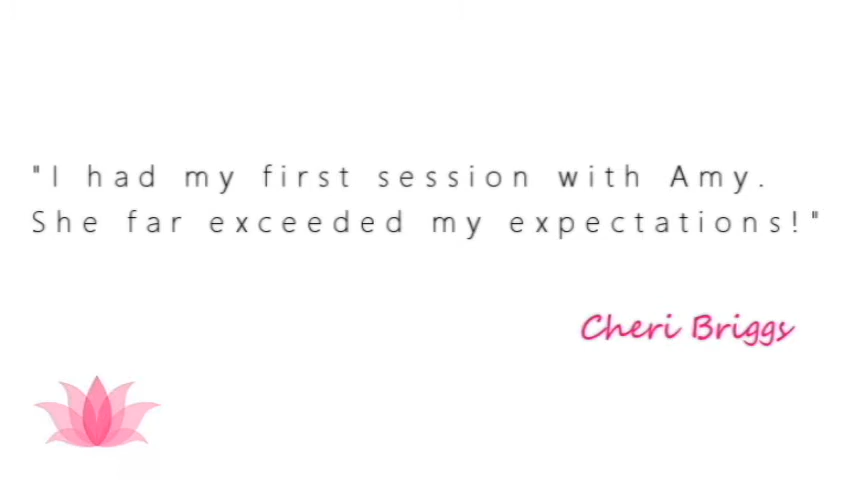 "I had my first session with Amy.
She far exceeded my expectations!"
Cheri Briggs